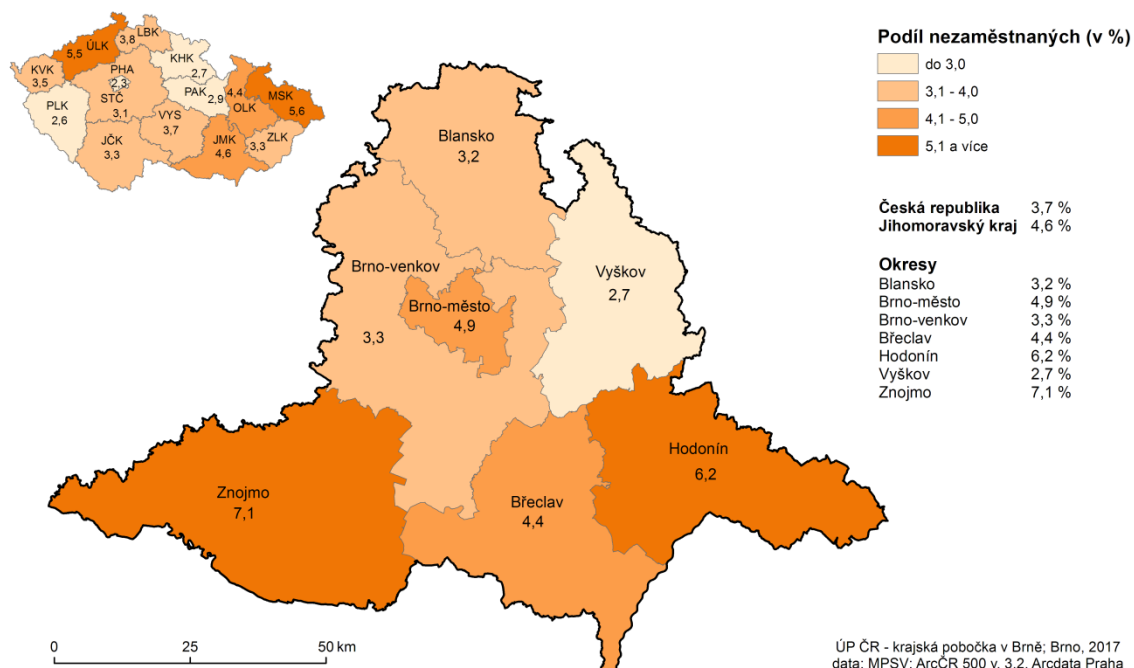 ÚLK
5,5
LBK
3,8
KVK
3,5
KHK
2,7
PHA
2,3
STČ
3,1
PAK
2,9
4,4
OLK
MSK
5,6
PLK
2,6
VYS
3,7
JČK
3,3
JMK
4,6
ZLK
3,3
Podíl nezaměstnaných (v %)
do 3,0
3,1 - 4,0
4,1 - 5,0
5,1 a více
Česká republika 3,7 %
Jihomoravský kraj 4,6 %
Okresy
Blansko 3,2 %
Brno-město 4,9 %
Brno-venkov 3,3 %
Břeclav 4,4 %
Hodonín 6,2 %
Vyškov 2,7 %
Znojmo 7,1 %
Blansko
3,2
Vyškov
2,7
Brno-venkov
3,3
Brno-město
4,9
Hodonín
6,2
Znojmo
7,1
Břeclav
4,4
0 25 50 km
ÚP ČR - krajská pobočka v Brně; Brno, 2017
data: MPSV; ArcČR 500 v. 3.2, Arcdata Praha